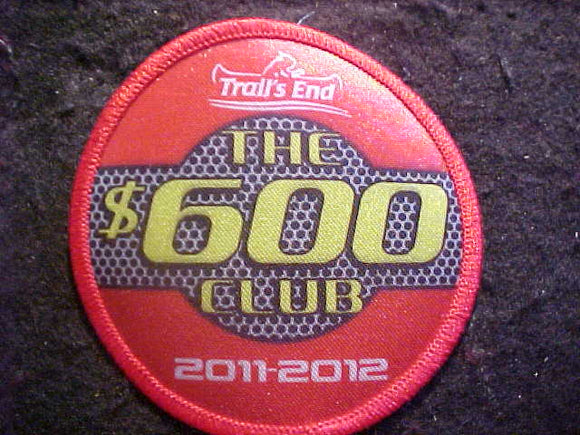 Trail's End
THE
$600
CLUB
2011-2012